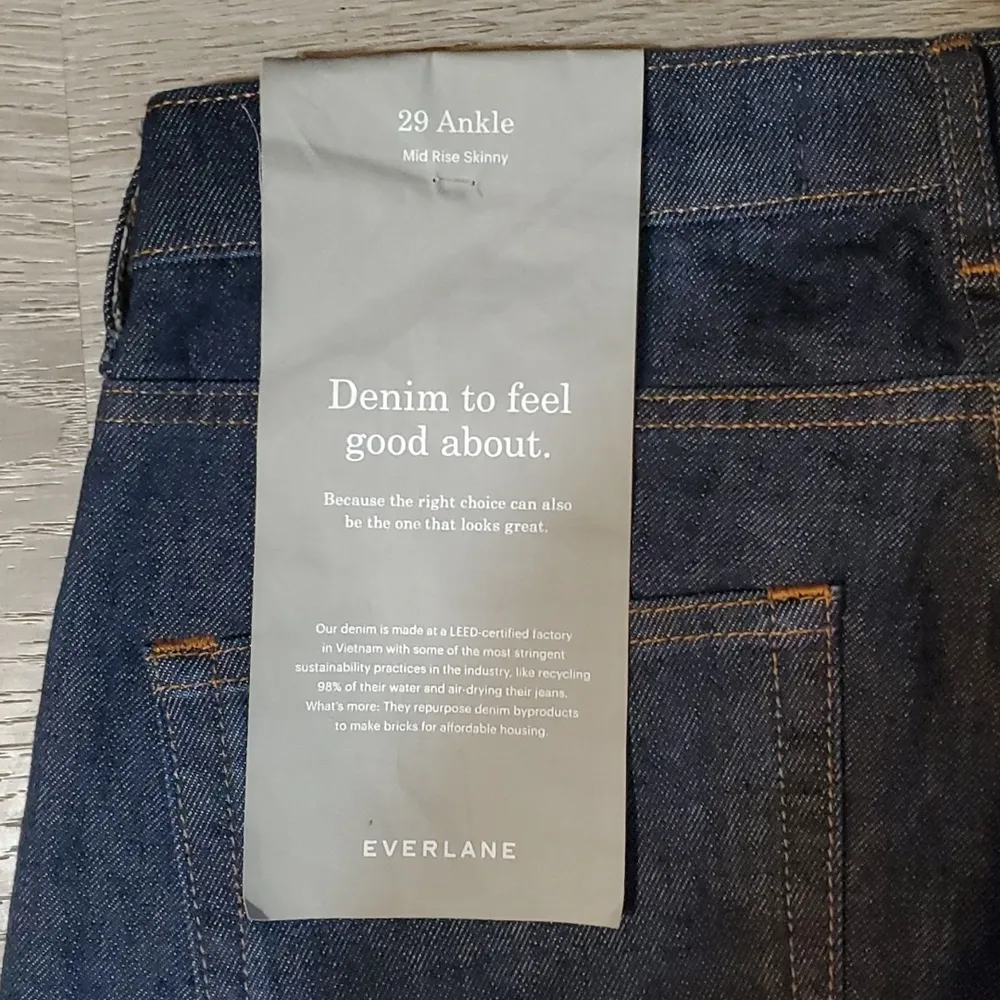 29 Ankle
Mid Rise Skinny
Denim to feel
good about.
Because the right choice can also
be the one that looks great.
Our denim is made at a LEED-certified factory
in Vietnam with some of the most stringent
sustainability practices in the industry, like recycling
98% of their water and air-drying their jeans.
What's more: They repurpose denim byproducts
to make bricks for affordable housing.
EVERLANE